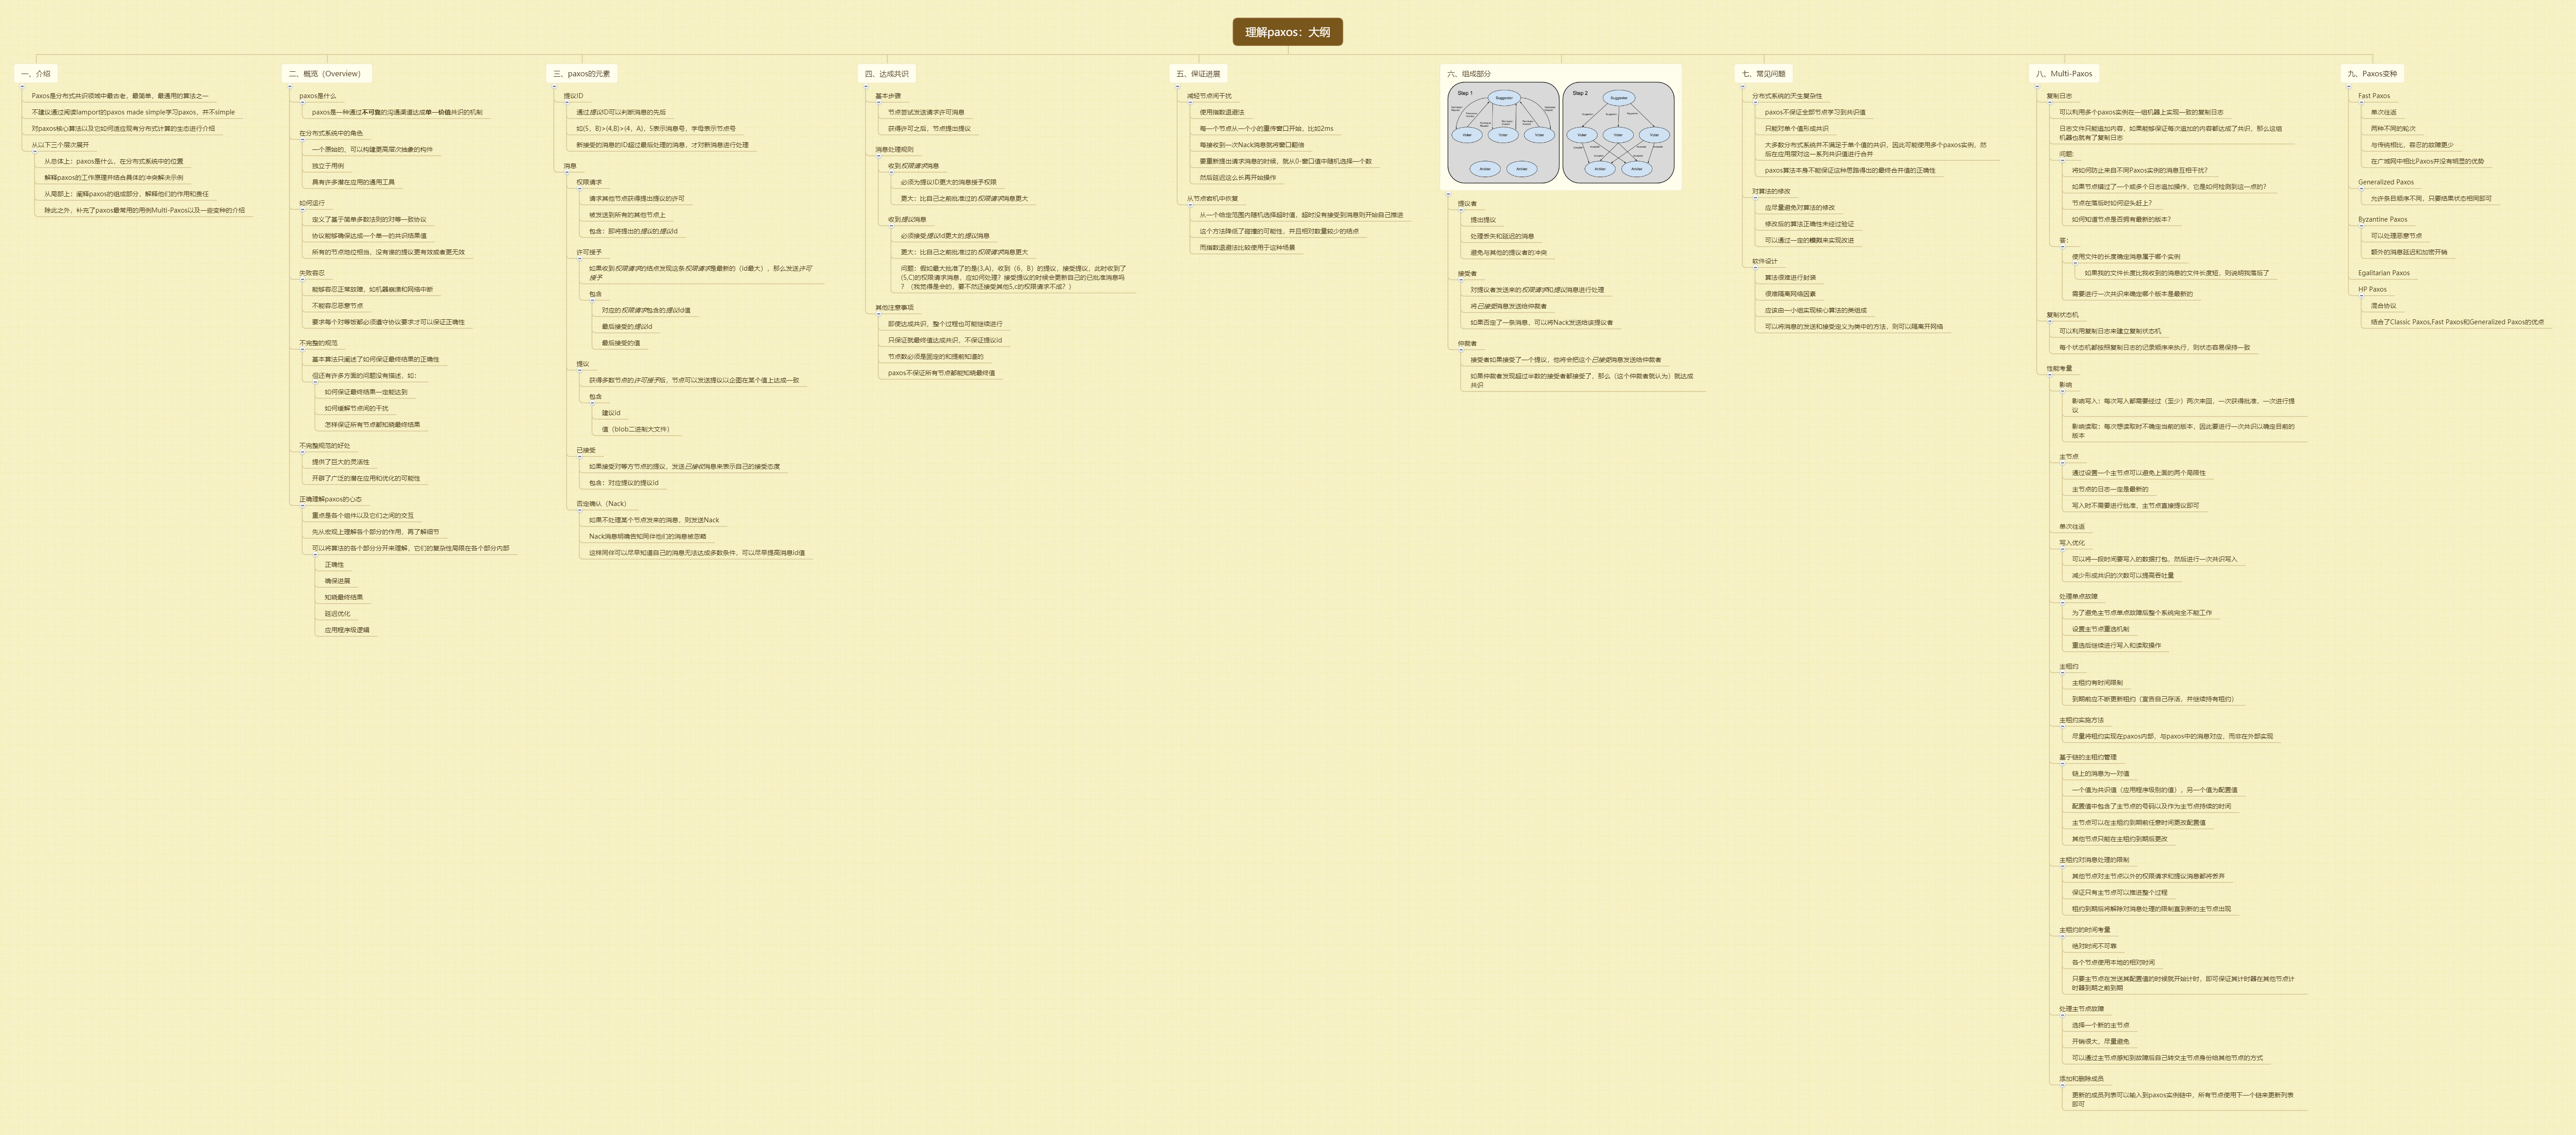 理解paxos：大纲
一、介绍
Paxos是分布式共识领域中最古老，最简单、最通用的算法之一
不建议通过阅读lamport的paxos made simple学习paxos，并不simple
对paxos核心算法以及它如何适应现有分布式计算的生态进行介绍
从以下三个层次展开
从总体上：paxos是什么，在分布式系统中的位置
解释paxos的工作原理并结合具体的冲突解决示例
从局部上：阐释paxos的组成部分，解释他们的作用和责任
除此之外，补充了paxos最常用的用例Multi-Paxos以及一些变种的介绍
二、概览（Overview）
paxos是什么
paxos是一种通过不可靠的沟通渠道达成单一价值共识的机制
在分布式系统中的角色
一个原始的、可以构建更高层次抽象的构件
独立于用例
具有许多潜在应用的通用工具
如何运行
定义了基于简单多数法则的对等一致协议
协议能够确保达成一个单一的共识结果值
所有的节点地位相当，没有谁的提议更有效或者更无效
失败容忍
能够容忍正常故障，如机器崩溃和网络中断
不能容忍恶意节点
要求每个对等饭都必须遵守协议要求才可以保证正确性
不完整的规范
基本算法只阐述了如何保证最终结果的正确性
但还有许多方面的问题没有描述，如：
如何保证最终结果一定能达到
如何缓解节点间的干扰
怎样保证所有节点都知晓最终结果
不完整规范的好处
提供了巨大的灵活性
开辟了广泛的潜在应用和优化的可能性
正确理解paxos的心态
重点是各个组件以及它们之间的交互
先从宏观上理解各个部分的作用，再了解细节
可以将算法的各个部分分开来理解，它们的复杂性局限在各个部分内部
正确性
确保进展
知晓最终结果
延迟优化
应用程序级逻辑
三、paxos的元素
提议ID
通过提议ID可以判断消息的先后
如(5，B)>(4,B)>(4，A)，5表示消息号，字母表示节点号
新接受的消息的ID超过最后处理的消息，才对新消息进行处理
消息
权限请求
请求其他节点获得提出提议的许可
被发送到所有的其他节点上
包含：即将提出的提议的提议Id
许可授予
如果收到权限请求的结点发现这条权限请求是最新的（id最大），那么发送许可
授予
包含
对应的权限请求包含的提议Id值
最后接受的提议Id
最后接受的值
提议
获得多数节点的许可授予后，节点可以发送提议以企图在某个值上达成一致
包含
建议Id
值（blob二进制大文件）
已接受
如果接受对等方节点的提议，发送已接收消息来表示自己的接受态度
包含：对应提议的提议Id
否定确认（Nack）
如果不处理某个节点发来的消息，则发送Nack
Nack消息明确告知同伴他们的消息被忽略
这样同伴可以尽早知道自己的消息无法达成多数条件，可以尽早提高消息id值
四、达成共识
基本步骤
节点尝试发送请求许可消息
获得许可之后，节点提出提议
消息处理规则
收到权限请求消息
必须为提议ID更大的消息授予权限
更大：比自己之前批准过的权限请求消息更大
收到提议消息
必须接受提议Id更大的提议消息
更大：比自己之前批准过的权限请求消息更大
问题：假如最大批准了的是(3,A)，收到（6，B）的提议，接受提议，此时收到了
(5,C)的权限请求消息，应如何处理？接受提议的时候会更新自己的已批准消息吗
？（我觉得是会的，要不然还接受其他5,c的权限请求不成？）
其他注意事项
即使达成共识，整个过程也可能继续进行
只保证就最终值达成共识，不保证提议id
节点数必须是固定的和提前知道的
paxos不保证所有节点都能知晓最终值
五、保证进展
减轻节点间干扰
使用指数退避法
每一个节点从一个小的重传窗口开始，比如2ms
每接收到一次Nack消息就将窗口翻倍
要重新提出请求消息的时候，就从0-窗口值中随机选择一个数
然后延迟这么长再开始操作
从节点宕机中恢复
从一个给定范围内随机选择超时值，超时没有接受到消息则开始自己推进
这个方法降低了碰撞的可能性，并且相对数量较少的结点
而指数退避法比较使用于这种场景
六、组成部分
Step 1
Suggester
Voter
Voter
Voter
Arbiter
Arbiter
Step 2
Suggester
Voter
Voter
Voter
Arbiter
Arbiter
提议者
提出提议
处理丢失和延迟的消息
避免与其他的提议者的冲突
接受者
对提议者发送来的权限请求和提议消息进行处理
将已接受消息发送给仲裁者
如果否定了一条消息，可以将Nack发送给该提议者
仲裁者
接受者如果接受了一个提议，他将会把这个已接受消息发送给仲裁者
如果仲裁者发现超过半数的接受者都接受了，那么（这个仲裁者就认为）就达成
共识
七、常见问题
分布式系统的天生复杂性
paxos不保证全部节点学习到共识值
只能对单个值形成共识
大多数分布式系统并不满足于单个值的共识，因此可能使用多个paxos实例，然
后在应用层对这一系列共识值进行合并
paxos算法本身不能保证这种思路得出的最终合并值的正确性
对算法的修改
应尽量避免对算法的修改
修改后的算法正确性未经过验证
可以通过一定的模拟来实现改进
软件设计
算法很难进行封装
很难隔离网络因素
应该由一小组实现核心算法的类组成
可以将消息的发送和接受定义为类中的方法，则可以隔离开网络
八、Multi-Paxos
复制日志
可以利用多个paxos实例在一组机器上实现一致的复制日志
日志文件只能追加内容，如果能够保证每次追加的内容都达成了共识，那么这组
机器也就有了复制日志
问题:
将如何防止来自不同Paxos实例的消息互相干扰？
如果节点错过了一个或多个日志追加操作，它是如何检测到这一点的？
节点在落后时如何迎头赶上？
如何知道节点是否拥有最新的版本？
答：
使用文件的长度确定消息属于哪个实例
如果我的文件长度比我收到的消息的文件长度短，则说明我落后了
需要进行一次共识来确定哪个版本是最新的
复制状态机
可以利用复制日志来建立复制状态机
每个状态机都按照复制日志的记录顺序来执行，则状态容易保持一致
性能考量
影响
影响写入：每次写入都需要经过（至少）两次来回，一次获得批准，一次进行提
议
影响读取：每次想读取时不确定当前的版本，因此要进行一次共识以确定目前的
版本
主节点
通过设置一个主节点可以避免上面的两个局限性
主节点的日志一定是最新的
写入时不需要进行批准，主节点直接提议即可
单次往返
写入优化
可以将一段时间要写入的数据打包，然后进行一次共识写入
减少形成共识的次数可以提高吞吐量
处理单点故障
为了避免主节点单点故障后整个系统完全不能工作
设置主节点重选机制
重选后继续进行写入和读取操作
主租约
主租约有时间限制
到期前应不断更新租约（宣告自己存活，并继续持有租约）
主租约实施方法
尽量将租约实现在paxos内部，与paxos中的消息对应，而非在外部实现
基于链的主租约管理
链上的消息为一对值
一个值为共识值（应用程序级别的值），另一个值为配置值
配置值中包含了主节点的号码以及作为主节点持续的时间
主节点可以在主租约到期前任意时间更改配置值
其他节点只能在主租约到期后更改
主租约对消息处理的限制
其他节点对主节点以外的权限请求和提议消息都将丢弃
保证只有主节点可以推进整个过程
租约到期后将解除对消息处理的限制直到新的主节点出现
主租约的时间考量
绝对时间不可靠
各个节点使用本地的相对时间
只要主节点在发送其配置值的时候就开始计时，即可保证其计时器在其他节点计
时器到期之前到期
处理主节点故障
选择一个新的主节点
开销很大，尽量避免
可以通过主节点感知到故障后自己转交主节点身份给其他节点的方式
添加和删除成员
更新的成员列表可以输入到paxos实例链中，所有节点使用下一个链来更新列表
即可
九、Paxos变种
Fast Paxos
单次往返
两种不同的轮次
与传统相比，容忍的故障更少
在广域网中相比Paxos并没有明显的优势
Generalized Paxos
允许条目顺序不同，只要结果状态相同即可
Byzantine Paxos
可以处理恶意节点
额外的消息延迟和加密开销
Egalitarian Paxos
HP Paxos
混合协议
结合了Classic Paxos,Fast Paxos和Generalized Paxos的优点